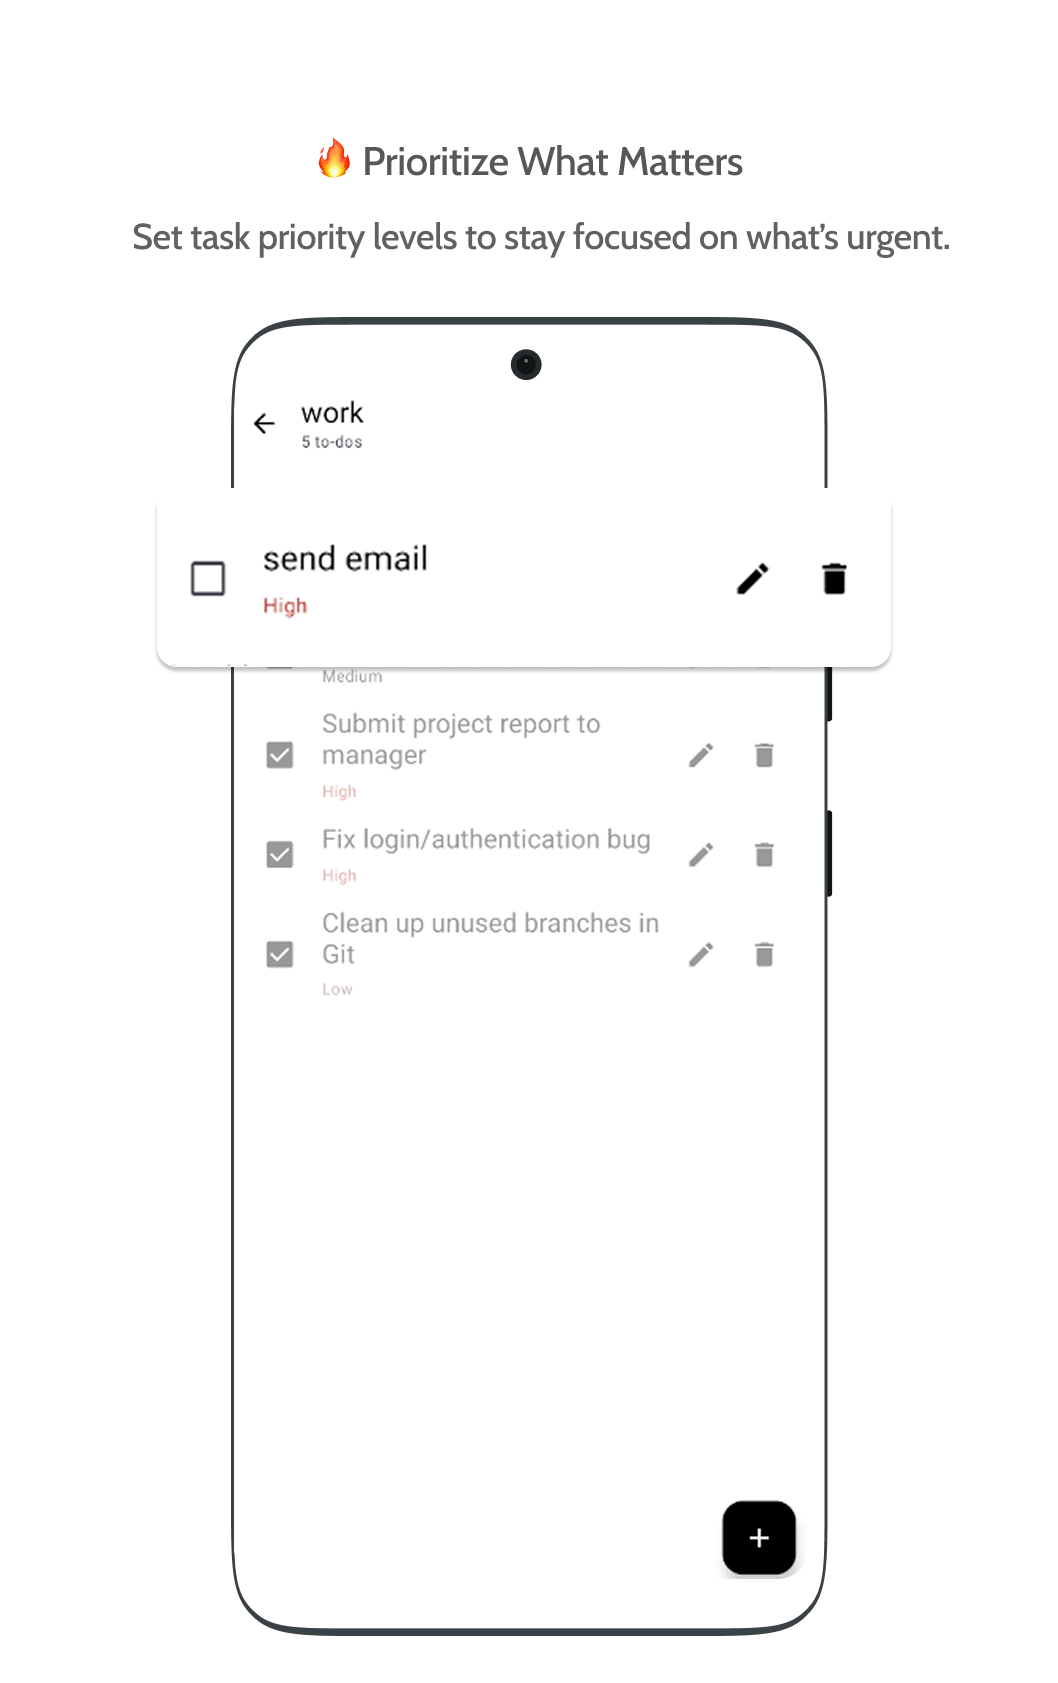 🔥 Prioritize What Matters
Set task priority levels to stay focused on what's urgent.
work
5 to-dos
send email
High
Medium
Submit project report to
manager
High
Fix login/authentication bug
High
Clean up unused branches in
Git
Low